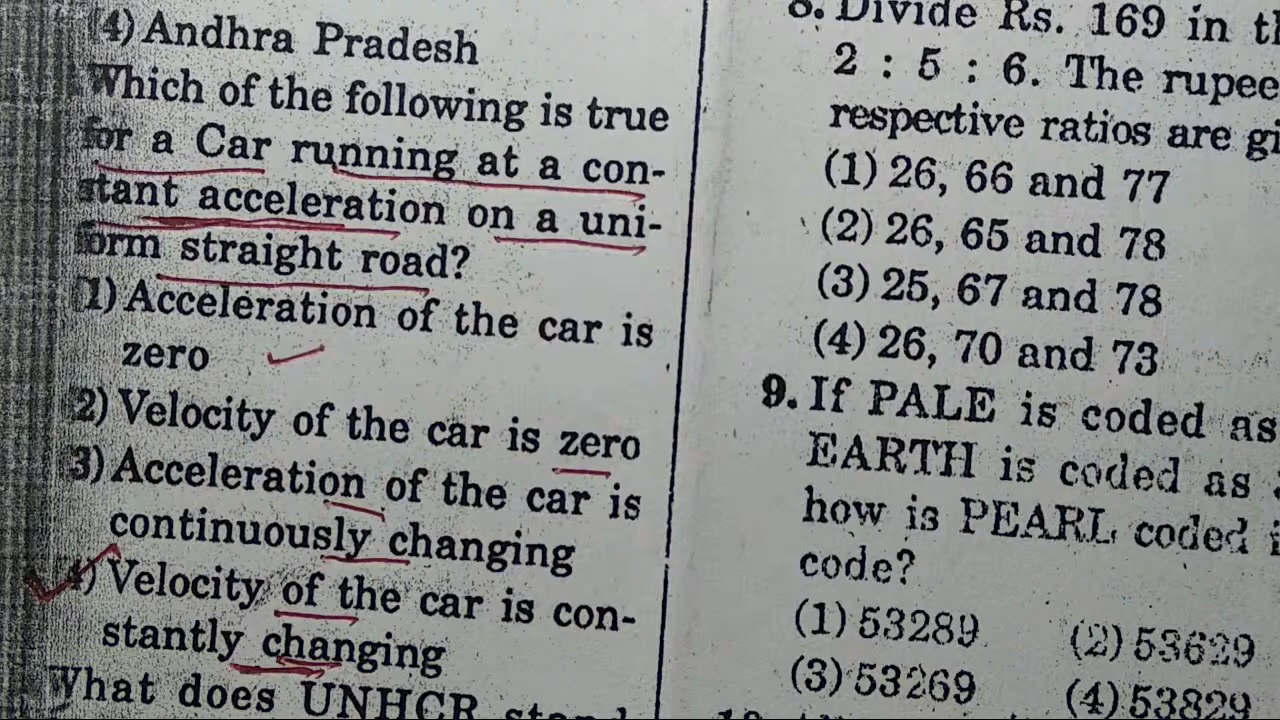 (4) Andhra Pradesh
Which of the following is true
for a Car running at a con-
stant acceleration on a uni-
form straight road?
(1) Acceleration of the car is
zero
2) Velocity of the car is zero
3) Acceleration of the car is
continuously changing
4) Velocity of the car is con-
stantly changing
What does UNHCR stand
8. Divide Rs. 169 in
2 : 5 : 6. The rupee
respective ratios are
(1) 26, 66 and 77
(2) 26, 65 and 78
(3) 25, 67 and 78
(4) 26, 70 and 73
9. If PALE is coded as
EARTH is coded as
how is PEARL coded
code?
(1) 53289 (2) 53629
(3) 53269 (4) 53829